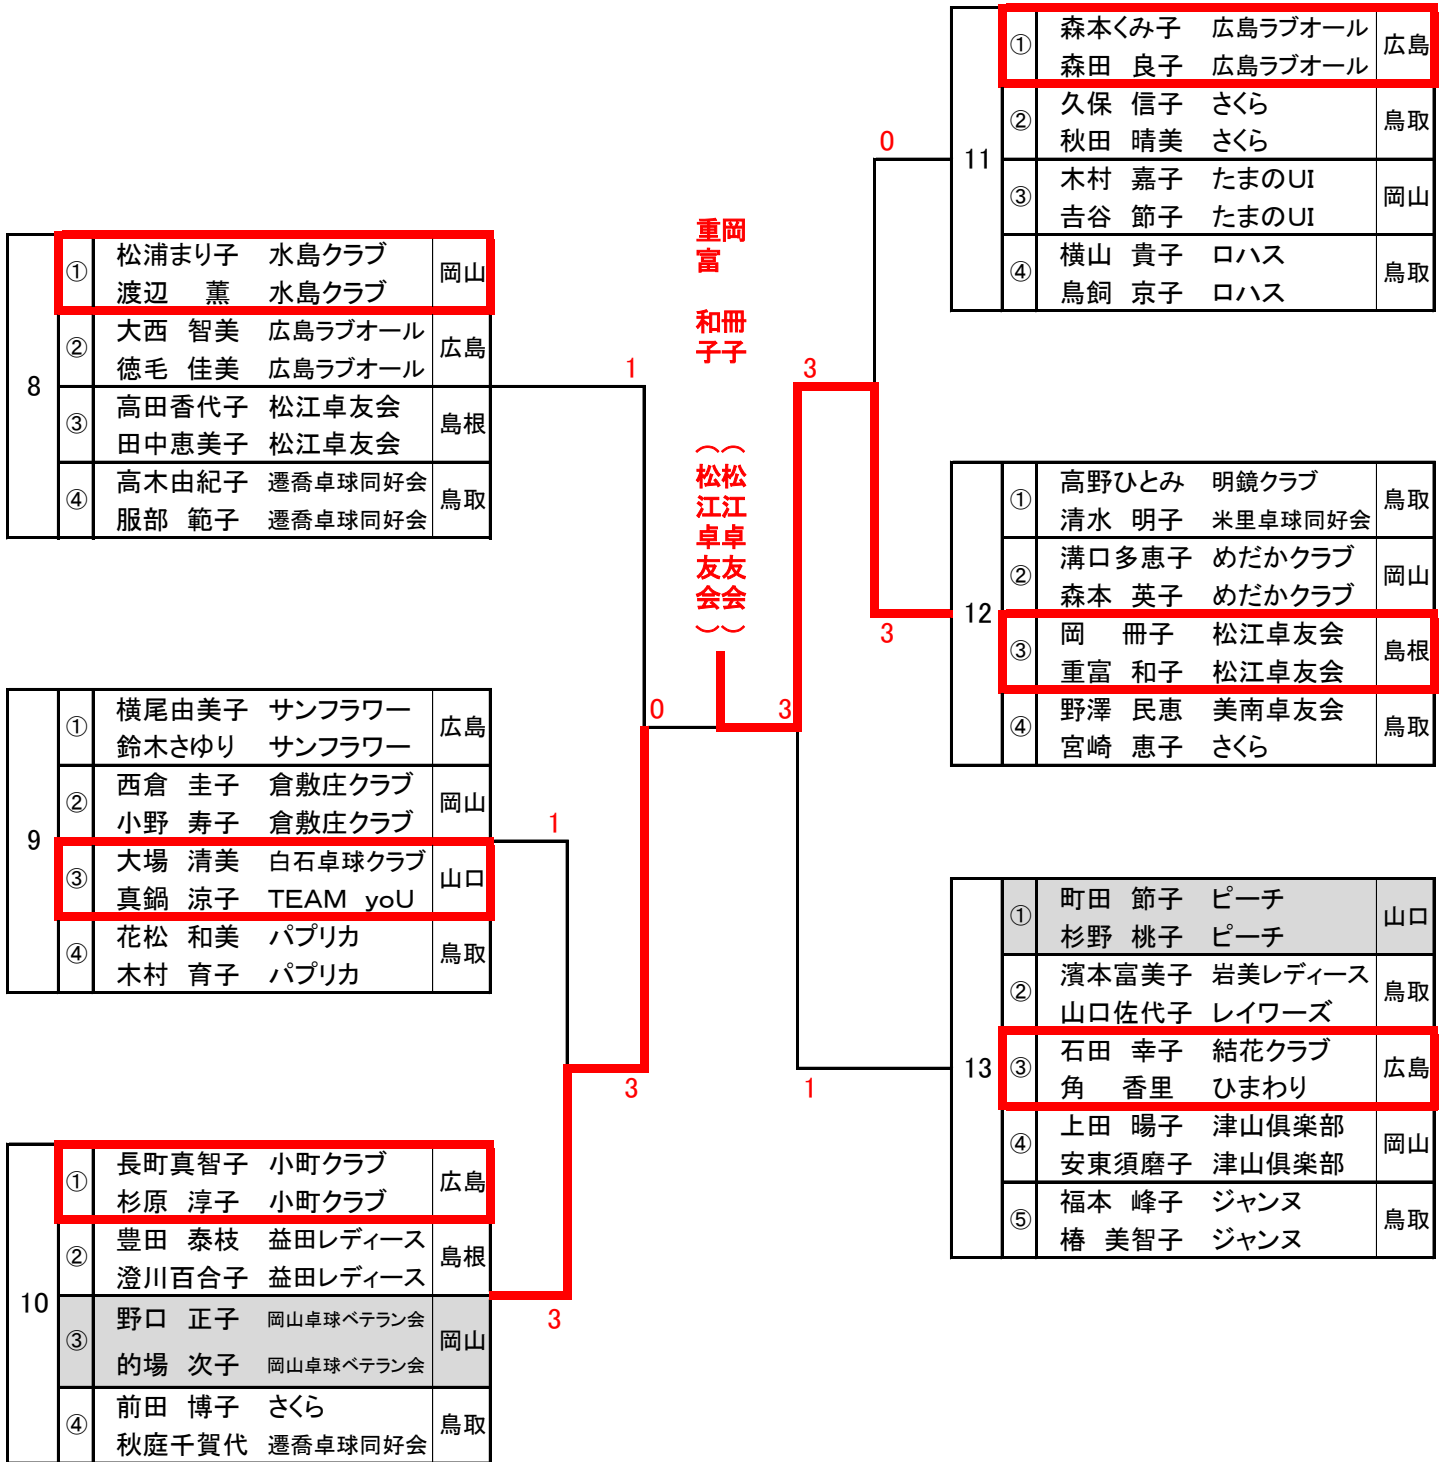 8
① 松浦まり子 水島クラブ 岡山
渡辺 薫 水島クラブ
② 大西 智美 広島ラブオール 広島
徳毛 佳美 広島ラブオール
③ 高田香代子 松江卓友会 島根
田中恵美子 松江卓友会
④ 高木由紀子 遷喬卓球同好会 鳥取
服部 範子 遷喬卓球同好会
1
9
① 横尾由美子 サンフラワー 広島
鈴木さゆり サンフラワー
② 西倉 圭子 倉敷庄クラブ 岡山
小野 寿子 倉敷庄クラブ
③ 大場 清美 白石卓球クラブ 山口
真鍋 涼子 TEAM yoU
④ 花松 和美 パプリカ 鳥取
木村 育子 パプリカ
1
10
① 長町真智子 小町クラブ 広島
杉原 淳子 小町クラブ
② 豊田 泰枝 益田レディース 島根
澄川百合子 益田レディース
③ 野口 正子 岡山卓球ベテラン会 岡山
的場 次子 岡山卓球ベテラン会
④ 前田 博子 さくら 鳥取
秋庭千賀代 遷喬卓球同好会
3
3
0
岡 冊子 (松江卓友会)
重富 和子 (松江卓友会)
3
3
0
3
1
11
① 森本くみ子 広島ラブオール 広島
森田 良子 広島ラブオール
② 久保 信子 さくら 鳥取
秋田 晴美 さくら
③ 木村 嘉子 たまのUI 岡山
吉谷 節子 たまのUI
④ 横山 貴子 ロハス 鳥取
鳥飼 京子 ロハス
12
① 高野ひとみ 明鏡クラブ 鳥取
清水 明子 米里卓球同好会
② 溝口多恵子 めだかクラブ 岡山
森本 英子 めだかクラブ
③ 岡 冊子 松江卓友会 島根
重富 和子 松江卓友会
④ 野澤 民恵 美南卓友会 鳥取
宮崎 恵子 さくら
13
① 町田 節子 ピーチ 山口
杉野 桃子 ピーチ
② 濱本富美子 岩美レディース 鳥取
山口佐代子 レイワーズ
③ 石田 幸子 結花クラブ 広島
角 香里 ひまわり
④ 上田 暘子 津山倶楽部 岡山
安東須磨子 津山倶楽部
⑤ 福本 峰子 ジャンヌ 鳥取
椿 美智子 ジャンヌ